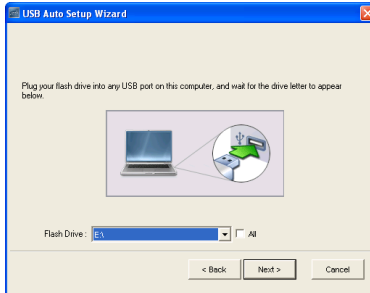 USB Auto Setup Wizard
Plug your flash drive into any USB port on this computer, and wait for the drive letter to appear
below.
Flash Drive : E:\ All
< Back Next > Cancel